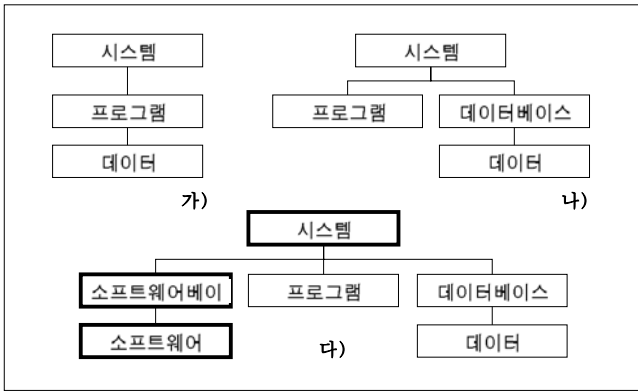 시스템 시스템
프로그램 프로그램 데이터베이스
데이터 데이터
가) 나)
시스템
소프트웨어베이 프로그램 데이터베이스
소프트웨어 데이터
다)